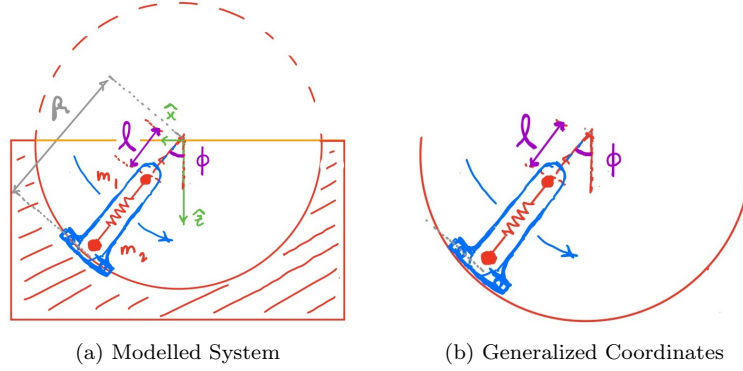 R
x̂
l
ϕ
m₁
ẑ
m₂
l
ϕ
(a) Modelled System
(b) Generalized Coordinates